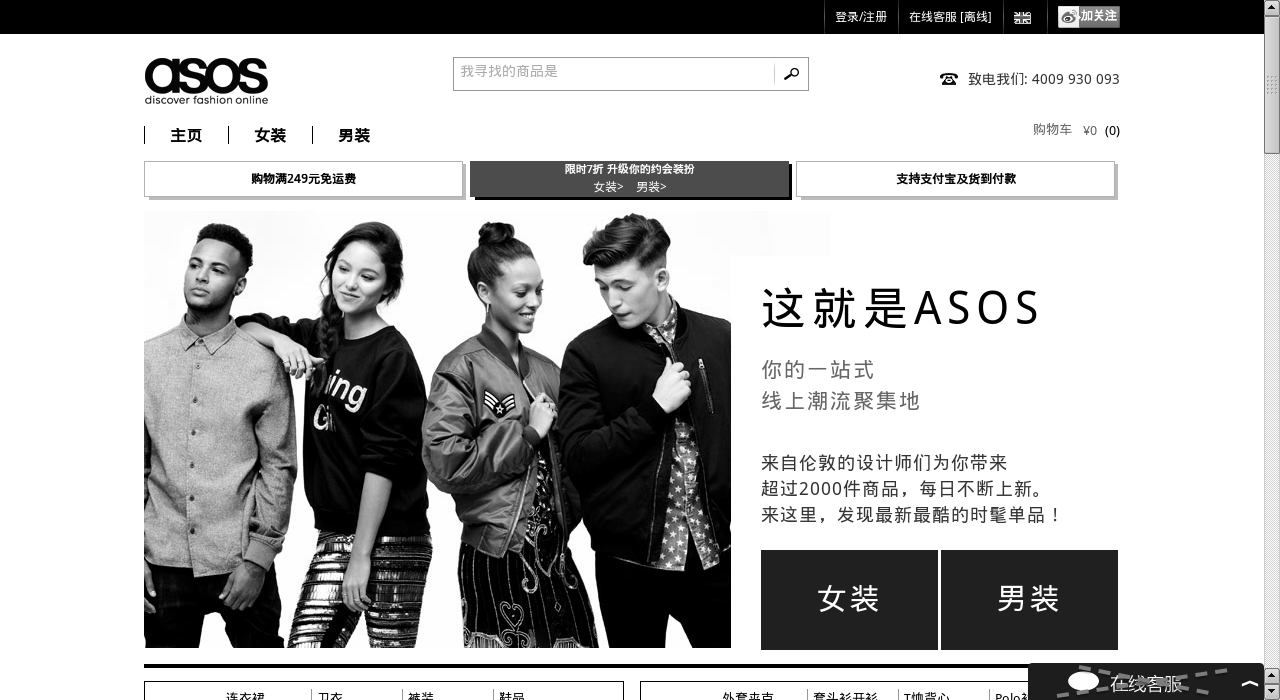 登录/注册
在线客服 [离线]
加关注
asos
discover fashion online
我寻找的商品是
致电我们: 4009 930 093
主页
女装
男装
购物车 ¥0 (0)
购物满249元免运费
限时7折 升级你的约会装扮
女装> 男装>
支持支付宝及货到付款
这就是ASOS
你的一站式
线上潮流聚集地
来自伦敦的设计师们为你带来
超过2000件商品，每日不断上新。
来这里，发现最新最酷的时髦单品！
女装
男装
连衣裙
卫衣
裤装
鞋品
外套夹克
套头衫开衫
T恤背心
在线客服